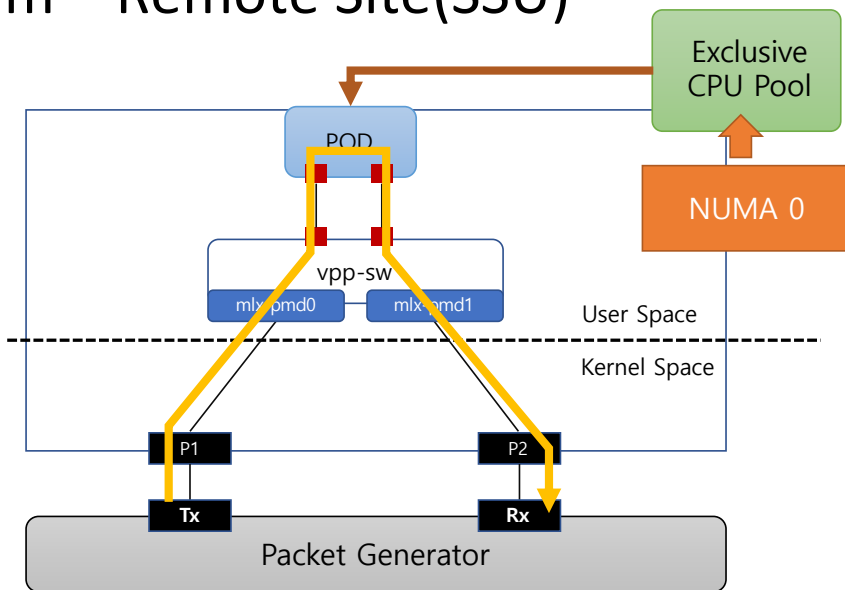 Remote Site(SSU)
Exclusive
CPU Pool
POD
NUMA 0
vpp-sw
mlx-pmd0
mlx-pmd1
User Space
Kernel Space
P1
P2
Tx
Rx
Packet Generator